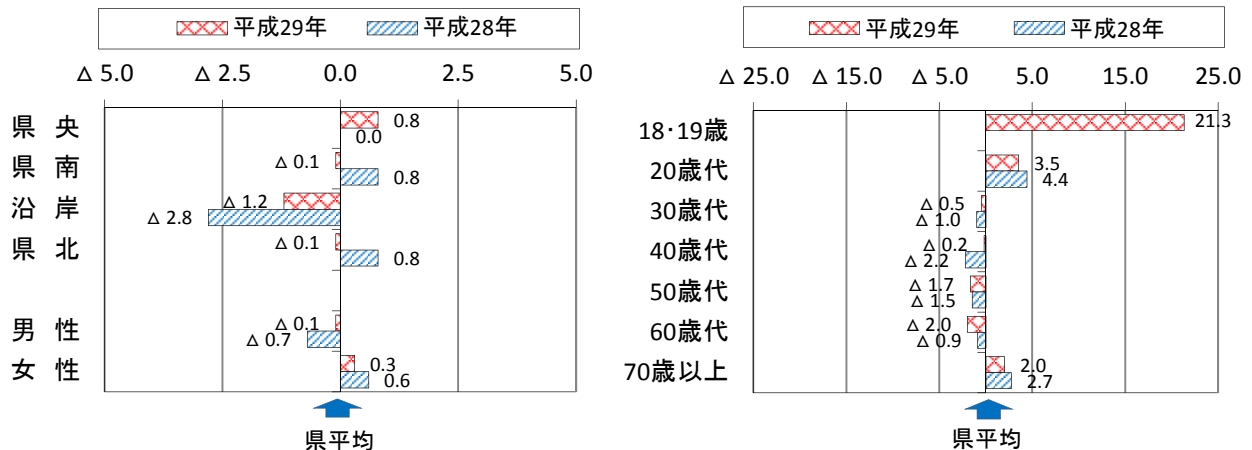 平成29年 平成28年
△ 5.0 △ 2.5 0.0 2.5 5.0
県 央 0.8
0.0
県 南 △ 0.1
0.8
沿 岸 △ 1.2
△ 2.8
県 北 △ 0.1
0.8
男 性 △ 0.1
△ 0.7
女 性 0.3
0.6
県平均
平成29年 平成28年
△ 25.0 △ 15.0 △ 5.0 5.0 15.0 25.0
18・19歳 21.3
20歳代 3.5
4.4
30歳代 △ 0.5
△ 1.0
40歳代 △ 0.2
△ 2.2
50歳代 △ 1.7
△ 1.5
60歳代 △ 2.0
△ 0.9
70歳以上 2.0
2.7
県平均